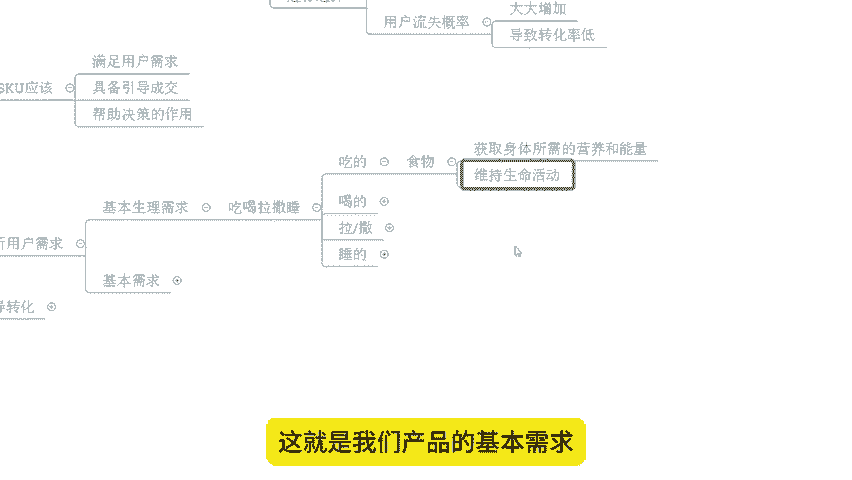 大大增加
用户流失概率
导致转化率低
满足用户需求
SKU应该
具备引导成交
帮助决策的作用
获取身体所需的营养和能量
吃的
食物
维持生命活动
基本生理需求
吃喝拉撒睡
喝的
拉/撒
睡的
用户需求
基本需求
转化
这就是我们产品的基本需求